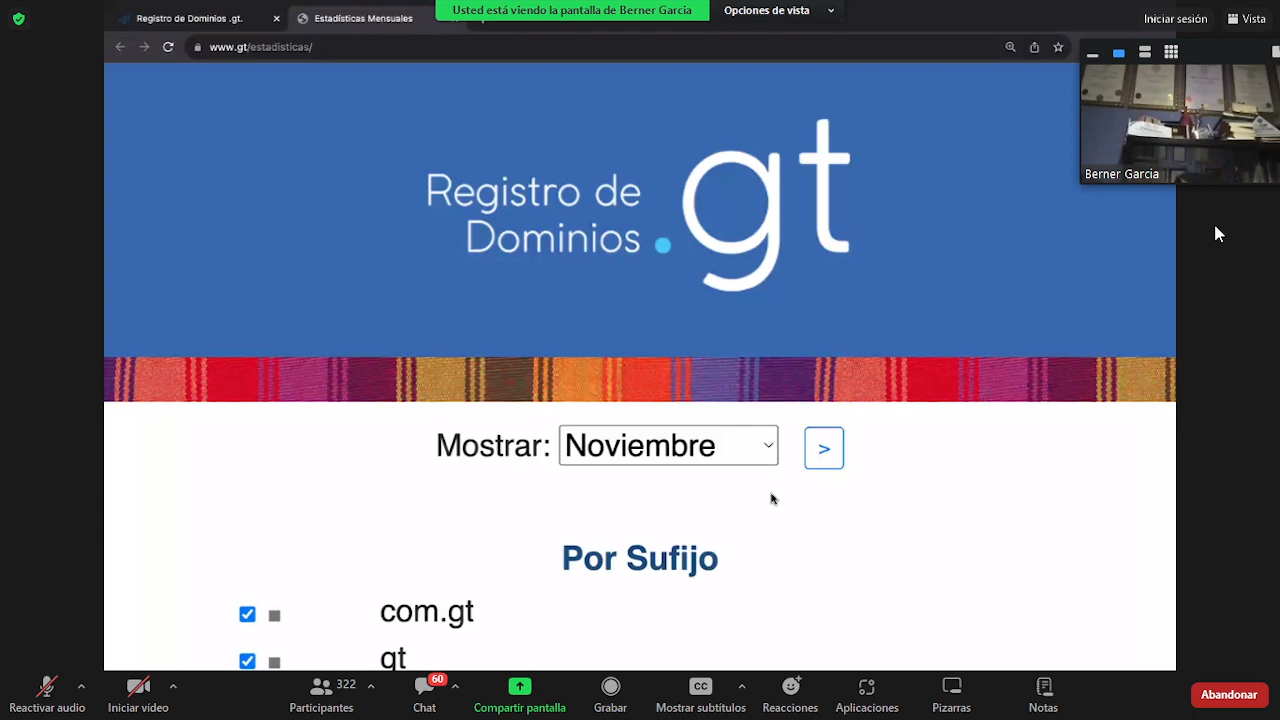 Usted está viendo la pantalla de Berner Garcia
Opciones de vista
Registro de Dominios .gt.
Estadísticas Mensuales
Iniciar sesión
Vista
www.gt/estadisticas/
Berner Garcia
Registro de
Dominios
.gt
Mostrar: Noviembre >
Por Sufijo
com.gt
gt
60
322
CC
Reactivar audio
Iniciar vídeo
Participantes
Chat
Compartir pantalla
Grabar
Mostrar subtítulos
Reacciones
Aplicaciones
Pizarras
Notas
Abandonar